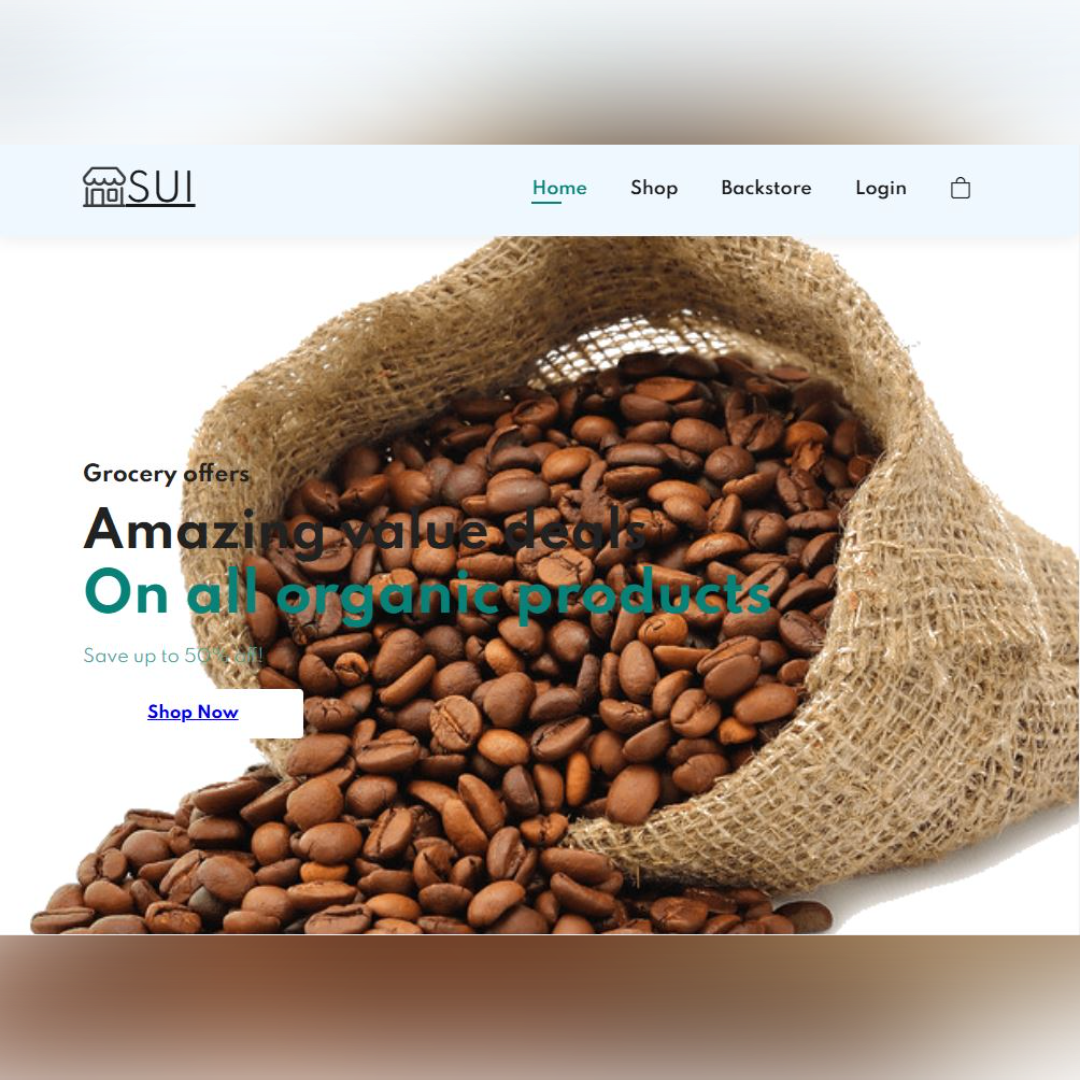 SUI
Home Shop Backstore Login
Grocery offers
Amazing value deals
On all organic products
Save up to 50% off!
Shop Now